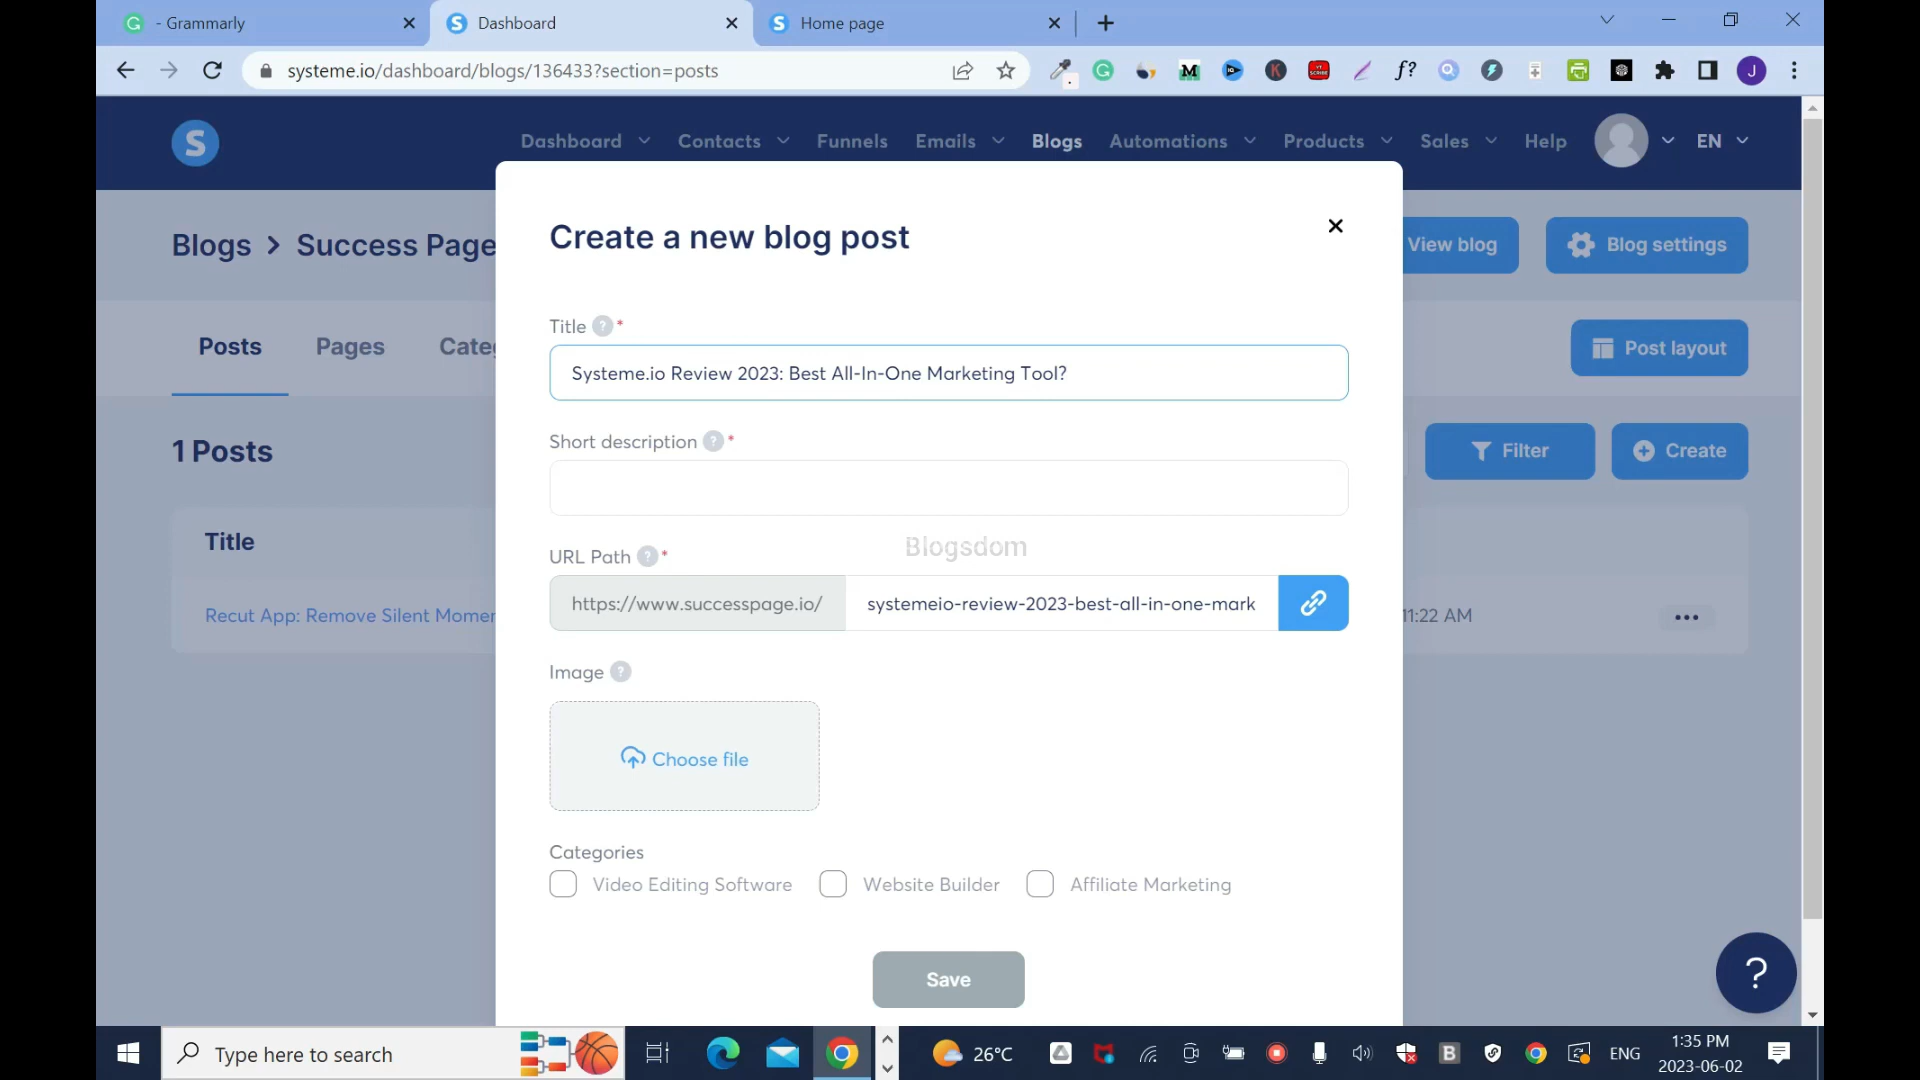 - Grammarly
Dashboard
Home page
systeme.io/dashboard/blogs/136433?section=posts
Dashboard
Contacts
Funnels
Emails
Blogs
Automations
Products
Sales
Help
EN
Blogs > Success Page
View blog
Blog settings
Create a new blog post
Posts
Pages
Categ
Post layout
Title ? *
Systeme.io Review 2023: Best All-In-One Marketing Tool?
1 Posts
Filter
Create
Short description ? *
Title
Blogsdom
URL Path ? *
https://www.successpage.io/
systemeio-review-2023-best-all-in-one-mark
Recut App: Remove Silent Momen
11:22 AM
Image ?
Choose file
Categories
Video Editing Software
Website Builder
Affiliate Marketing
Save
?
Type here to search
26°C
ENG
1:35 PM
2023-06-02